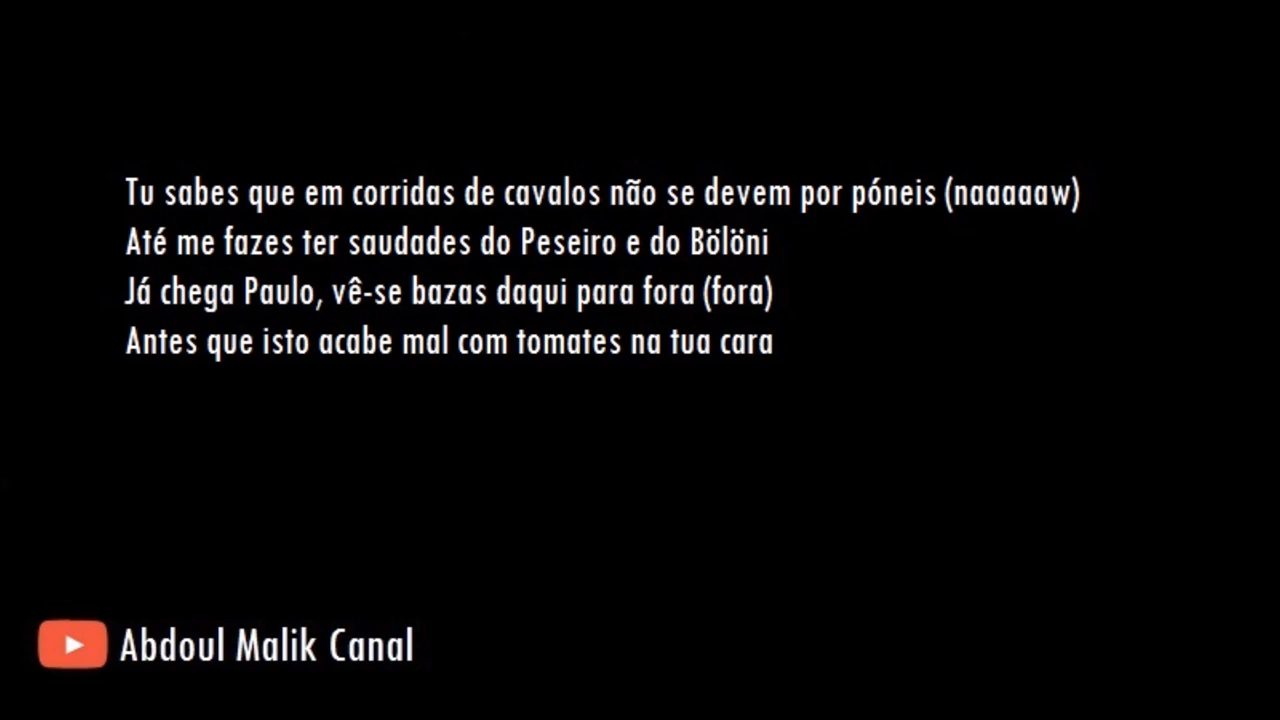 Tu sabes que em corridas de cavalos não se devem por póneis (naaaaaw)
Até me fazes ter saudades do Peseiro e do Bölöni
Já chega Paulo, vê-se bazas daqui para fora (fora)
Antes que isto acabe mal com tomates na tua cara
Abdoul Malik Canal